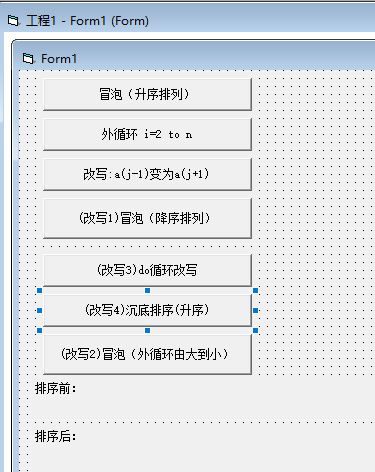 工程1 - Form1 (Form)
Form1
冒泡（升序排列）
外循环 i=2 to n
改写:a(j-1)变为a(j+1)
(改写1)冒泡（降序排列）
(改写3)do循环改写
(改写4)沉底排序(升序)
(改写2)冒泡（外循环由大到小）
排序前:
排序后: